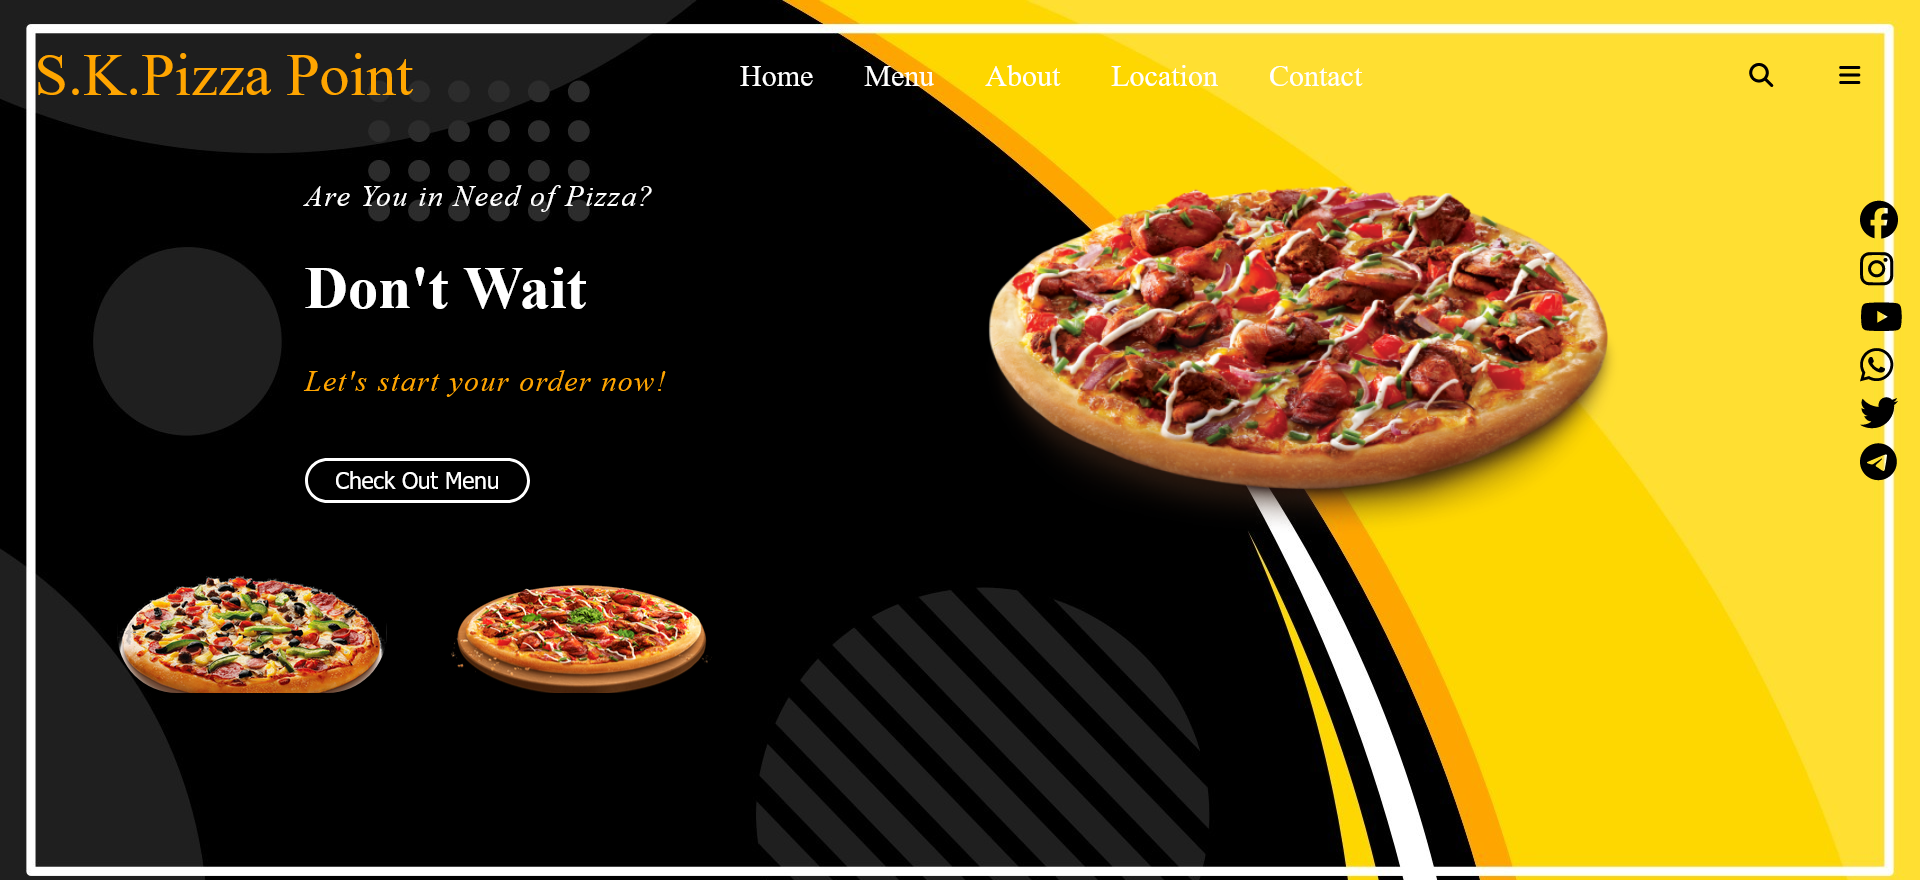 S.K.Pizza Point
Home Menu About Location Contact
Are You in Need of Pizza?
Don't Wait
Let's start your order now!
Check Out Menu